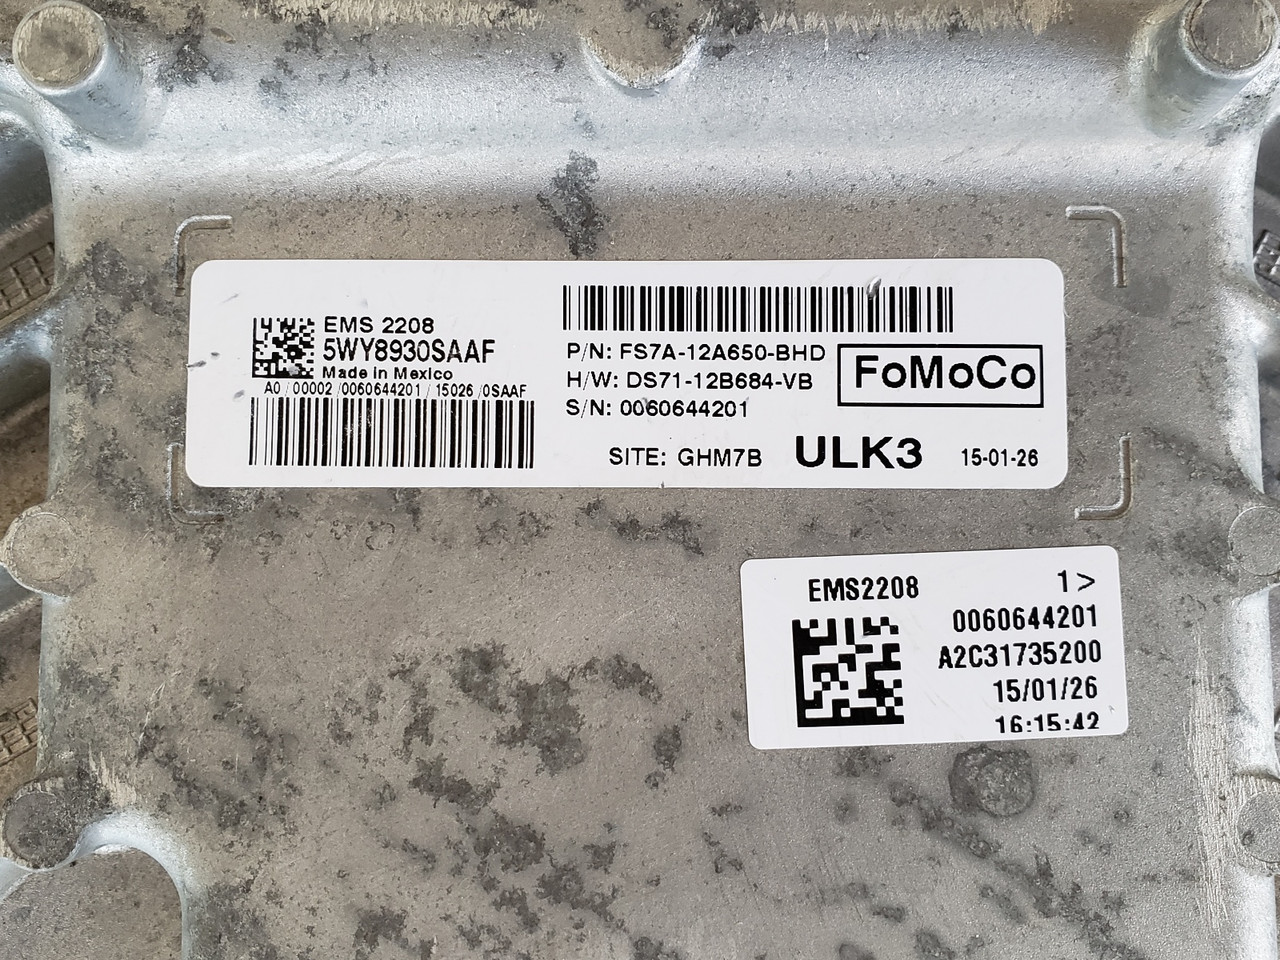 EMS 2208
5WY8930SAAF
Made in Mexico
A0 / 00002 / 0060644201 / 15026 / 0SAAF
P/N: FS7A-12A650-BHD
H/W: DS71-12B684-VB
S/N: 0060644201
FoMoCo
SITE: GHM7B ULK3 15-01-26
EMS2208 1>
0060644201
A2C31735200
15/01/26
16:15:42